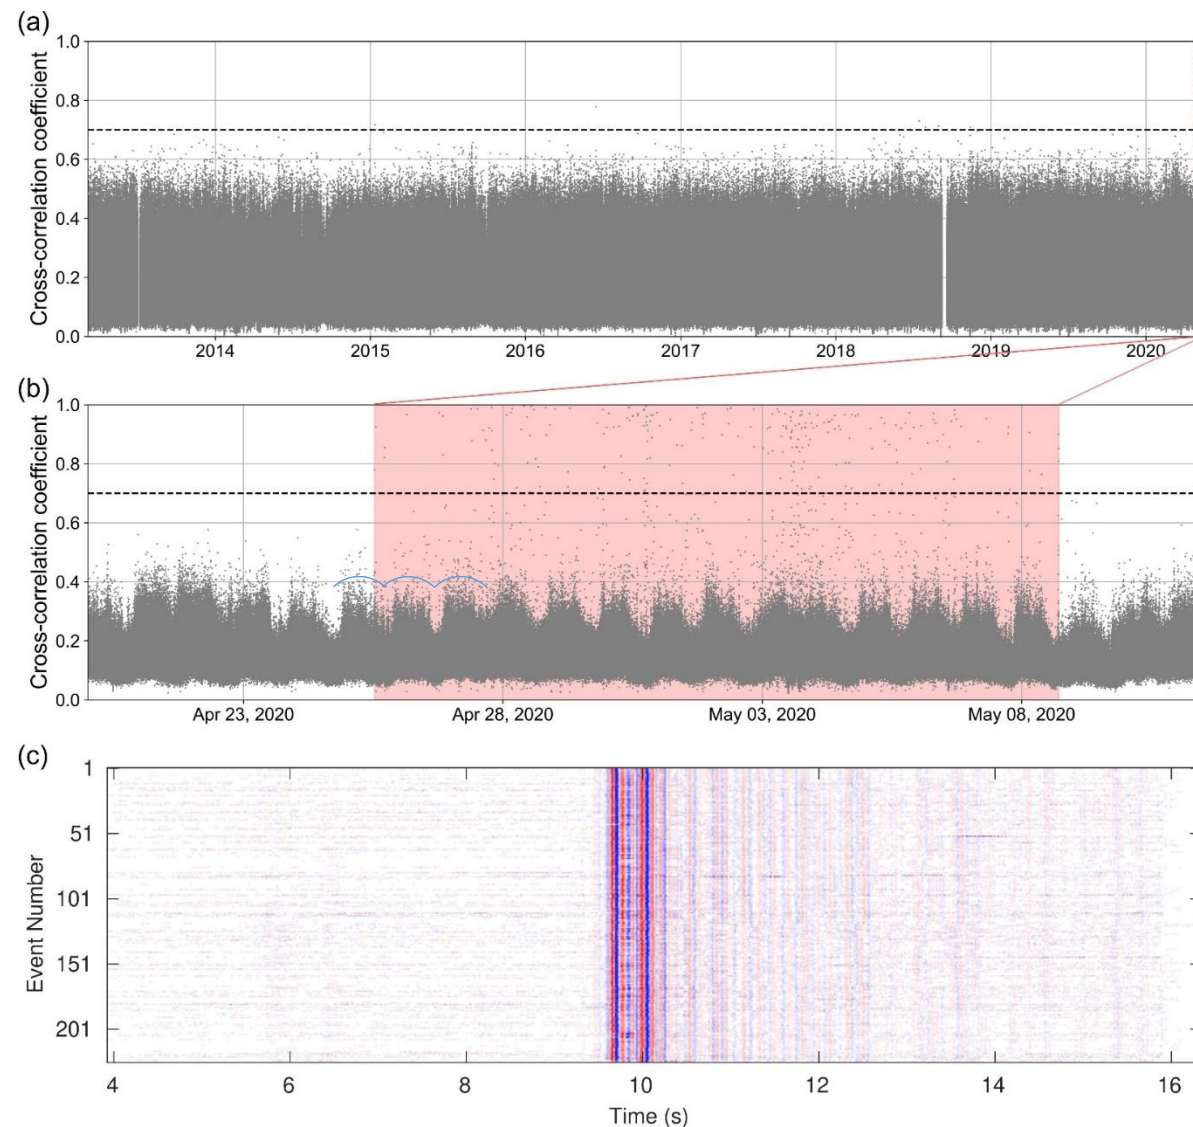 (a)
1.0
0.8
0.6
0.4
0.2
0.0
Cross-correlation coefficient
2014 2015 2016 2017 2018 2019 2020
(b)
1.0
0.8
0.6
0.4
0.2
0.0
Cross-correlation coefficient
Apr 23, 2020 Apr 28, 2020 May 03, 2020 May 08, 2020
(c)
1
51
101
151
201
Event Number
4 6 8 10 12 14 16
Time (s)